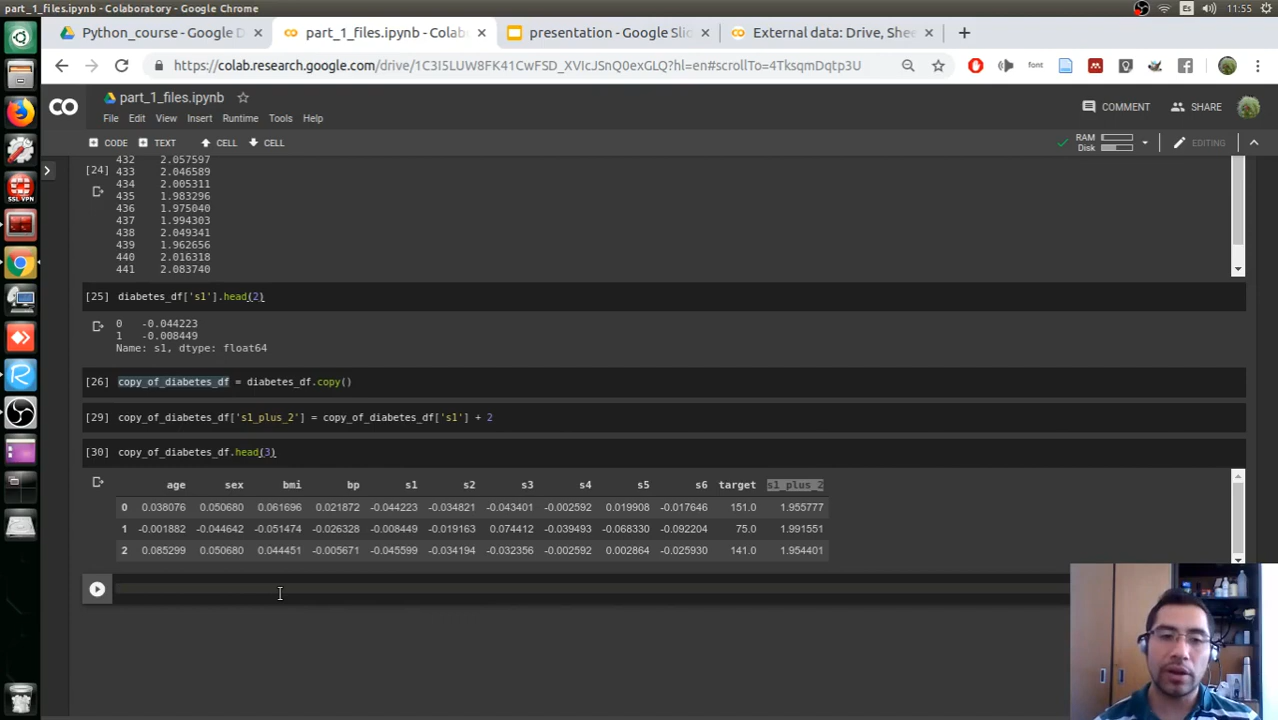 part_1_files.ipynb - Colaboratory - Google Chrome
Es
11:55
Python_course - Google D ×
part_1_files.ipynb - Colab ×
presentation - Google Slid ×
External data: Drive, Shee ×
https://colab.research.google.com/drive/1C3I5LUW8FK41CwFSD_XVIcJSnQ0exGLQ?hl=en#scrollTo=4TksqmDqtp3U
font
CO
part_1_files.ipynb
COMMENT
SHARE
File Edit View Insert Runtime Tools Help
CODE TEXT CELL CELL
RAM
Disk
EDITING
[24]
432 2.057597
433 2.046589
434 2.005311
435 1.983296
436 1.975040
437 1.994303
438 2.049341
439 1.962656
440 2.016318
441 2.083740
[25] diabetes_df['s1'].head(2)
0 -0.044223
1 -0.008449
Name: s1, dtype: float64
[26] copy_of_diabetes_df = diabetes_df.copy()
[29] copy_of_diabetes_df['s1_plus_2'] = copy_of_diabetes_df['s1'] + 2
[30] copy_of_diabetes_df.head(3)
age sex bmi bp s1 s2 s3 s4 s5 s6 target s1_plus_2
0 0.038076 0.050680 0.061696 0.021872 -0.044223 -0.034821 -0.043401 -0.002592 0.019908 -0.017646 151.0 1.955777
1 -0.001882 -0.044642 -0.051474 -0.026328 -0.008449 -0.019163 0.074412 -0.039493 -0.068330 -0.092204 75.0 1.991551
2 0.085299 0.050680 0.044451 -0.005671 -0.045599 -0.034194 -0.032356 -0.002592 0.002864 -0.025930 141.0 1.954401
SSL VPN
R